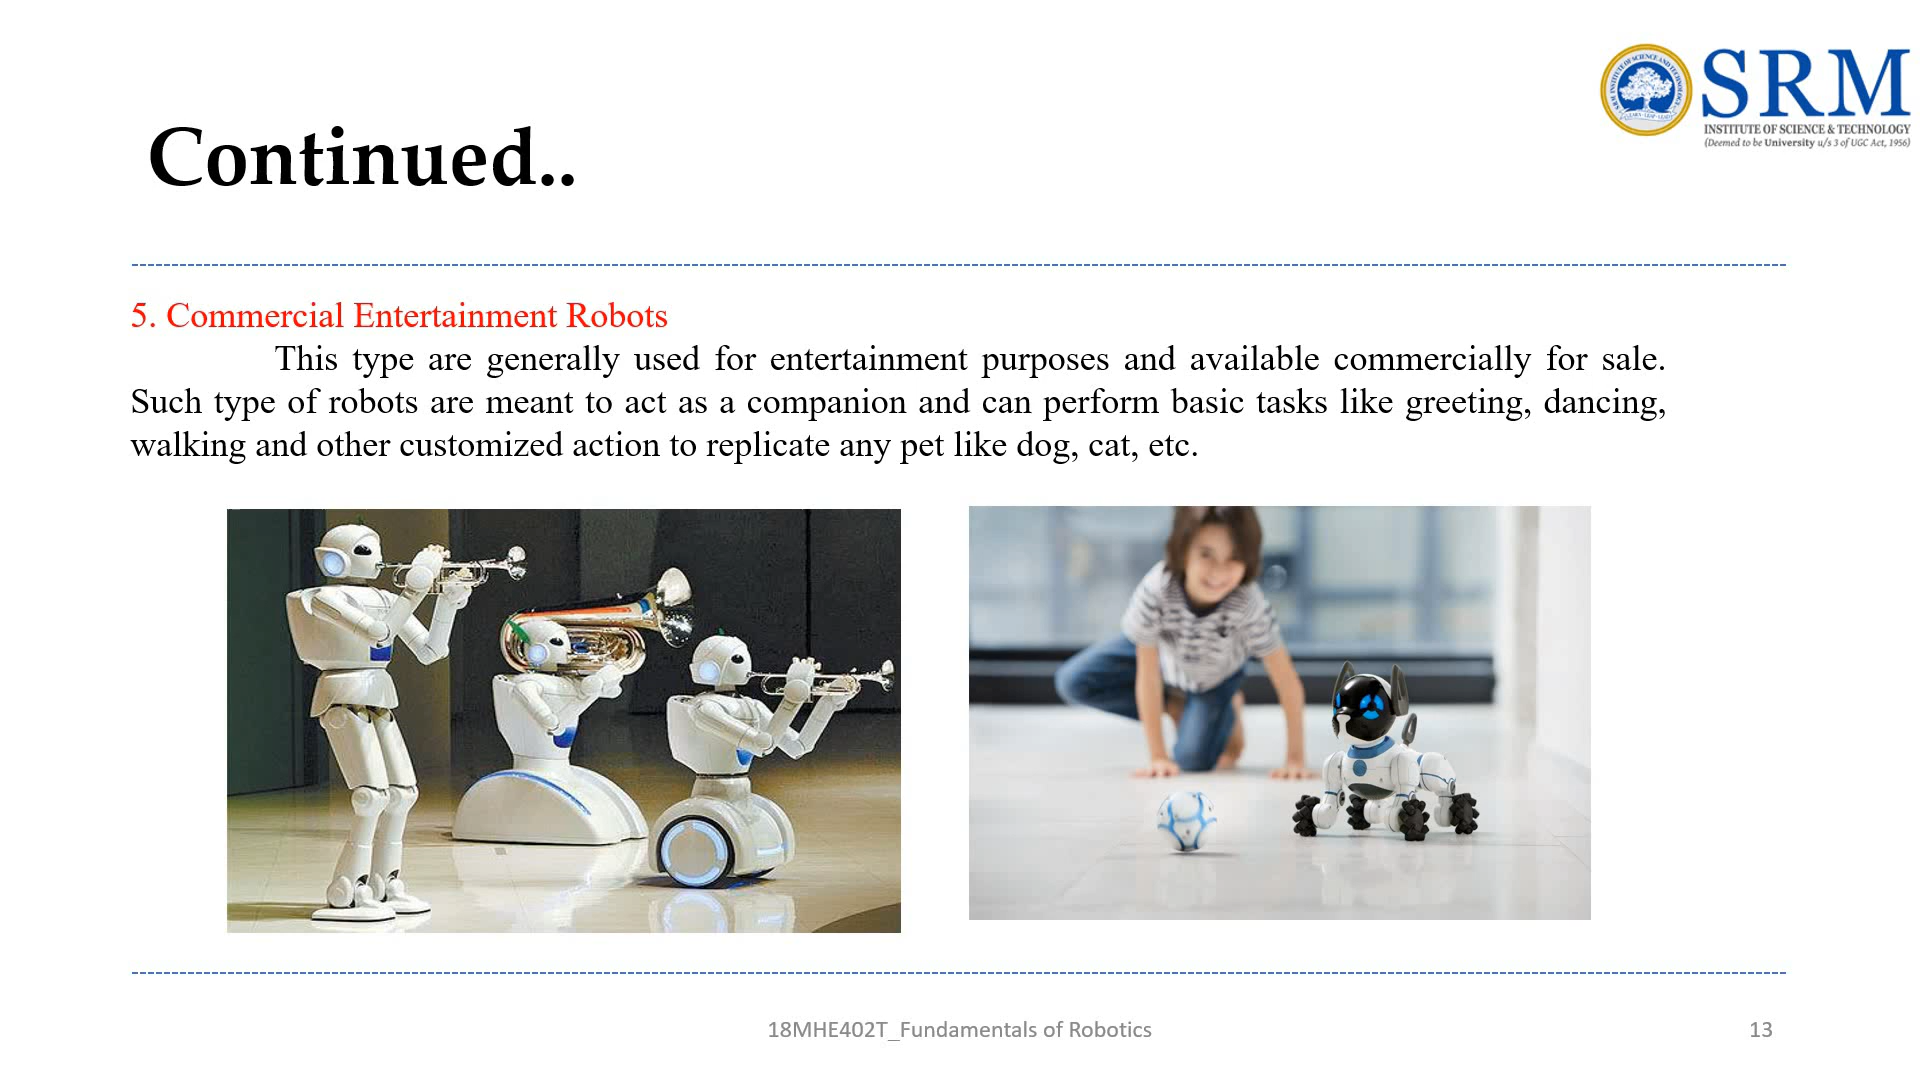 SRM
INSTITUTE OF SCIENCE & TECHNOLOGY
(Deemed to be University u/s 3 of UGC Act, 1956)
Continued..
5. Commercial Entertainment Robots
This type are generally used for entertainment purposes and available commercially for sale.
Such type of robots are meant to act as a companion and can perform basic tasks like greeting, dancing,
walking and other customized action to replicate any pet like dog, cat, etc.
18MHE402T_Fundamentals of Robotics
13